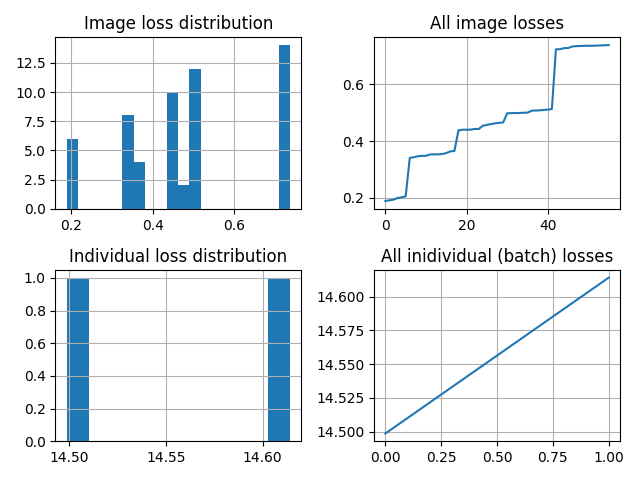 Image loss distribution
12.5
10.0
7.5
5.0
2.5
0.0
0.2 0.4 0.6
All image losses
0.6
0.4
0.2
0 20 40
Individual loss distribution
1.0
0.8
0.6
0.4
0.2
0.0
14.50 14.55 14.60
All inidividual (batch) losses
14.600
14.575
14.550
14.525
14.500
0.00 0.25 0.50 0.75 1.00